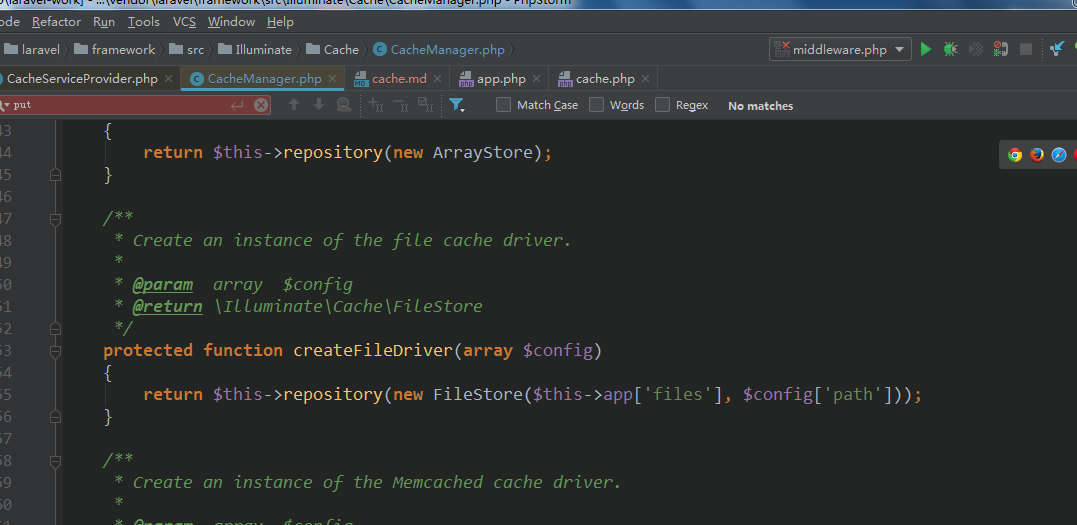 \laravel-work] - ...\vendor\laravel\framework\src\Illuminate\Cache\CacheManager.php - PhpStorm
ode Refactor Run Tools VCS Window Help
laravel framework src Illuminate Cache CacheManager.php middleware.php
CacheServiceProvider.php CacheManager.php cache.md app.php cache.php
put Match Case Words Regex No matches
43 {
44 return $this->repository(new ArrayStore);
45 }
46
47 /**
48 * Create an instance of the file cache driver.
49 *
50 * @param array $config
51 * @return \Illuminate\Cache\FileStore
52 */
53 protected function createFileDriver(array $config)
54 {
55 return $this->repository(new FileStore($this->app['files'], $config['path']));
56 }
57
58 /**
59 * Create an instance of the Memcached cache driver.
60 *
61 * @param array $config